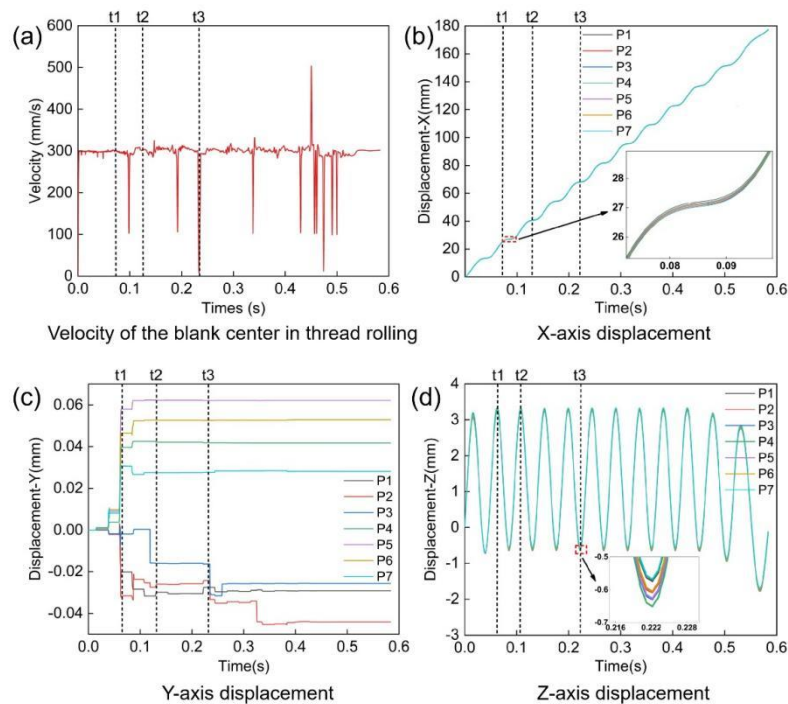 (a)
t1 t2 t3
600
500
400
300
200
100
0
Velocity (mm/s)
0.0 0.1 0.2 0.3 0.4 0.5 0.6
Times (s)
Velocity of the blank center in thread rolling
(b)
t1 t2 t3
180
160
140
120
100
80
60
40
20
0
Displacement-X(mm)
P1
P2
P3
P4
P5
P6
P7
28
27
26
0.08 0.09
0.0 0.1 0.2 0.3 0.4 0.5 0.6
Time(s)
X-axis displacement
(c)
t1 t2 t3
0.06
0.04
0.02
0.00
-0.02
-0.04
Displacement-Y(mm)
P1
P2
P3
P4
P5
P6
P7
0.0 0.1 0.2 0.3 0.4 0.5 0.6
Time(s)
Y-axis displacement
(d)
t1 t2 t3
4
3
2
1
0
-1
-2
-3
Displacement-Z(mm)
P1
P2
P3
P4
P5
P6
P7
-0.5
-0.6
-0.7
0.216 0.222 0.228
0.0 0.1 0.2 0.3 0.4 0.5 0.6
Time(s)
Z-axis displacement